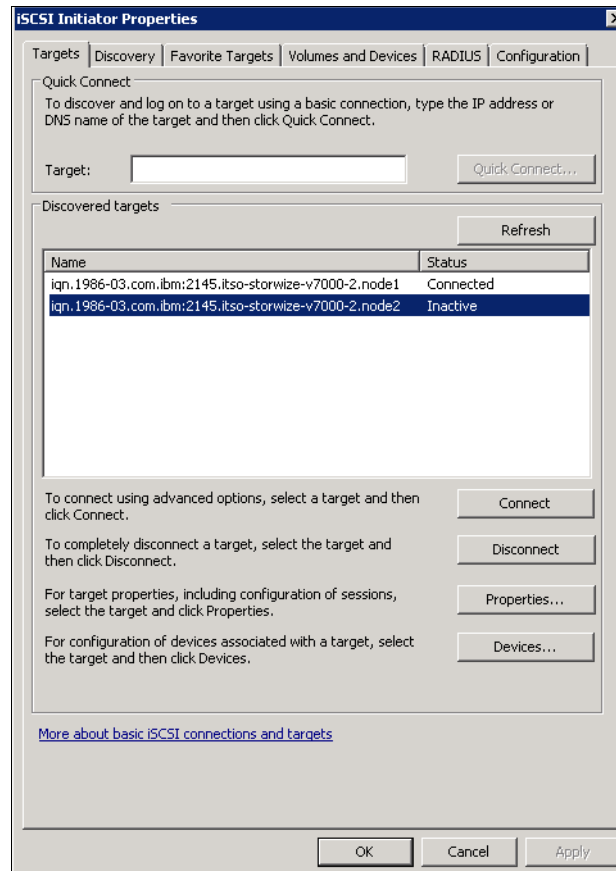 iSCSI Initiator Properties
Targets Discovery Favorite Targets Volumes and Devices RADIUS Configuration
Quick Connect
To discover and log on to a target using a basic connection, type the IP address or
DNS name of the target and then click Quick Connect.
Target:
Quick Connect...
Discovered targets
Refresh
Name Status
iqn.1986-03.com.ibm:2145.itso-storwize-v7000-2.node1 Connected
iqn.1986-03.com.ibm:2145.itso-storwize-v7000-2.node2 Inactive
To connect using advanced options, select a target and then
click Connect.
Connect
To completely disconnect a target, select the target and
then click Disconnect.
Disconnect
For target properties, including configuration of sessions,
select the target and click Properties.
Properties...
For configuration of devices associated with a target, select
the target and then click Devices.
Devices...
More about basic iSCSI connections and targets
OK Cancel Apply